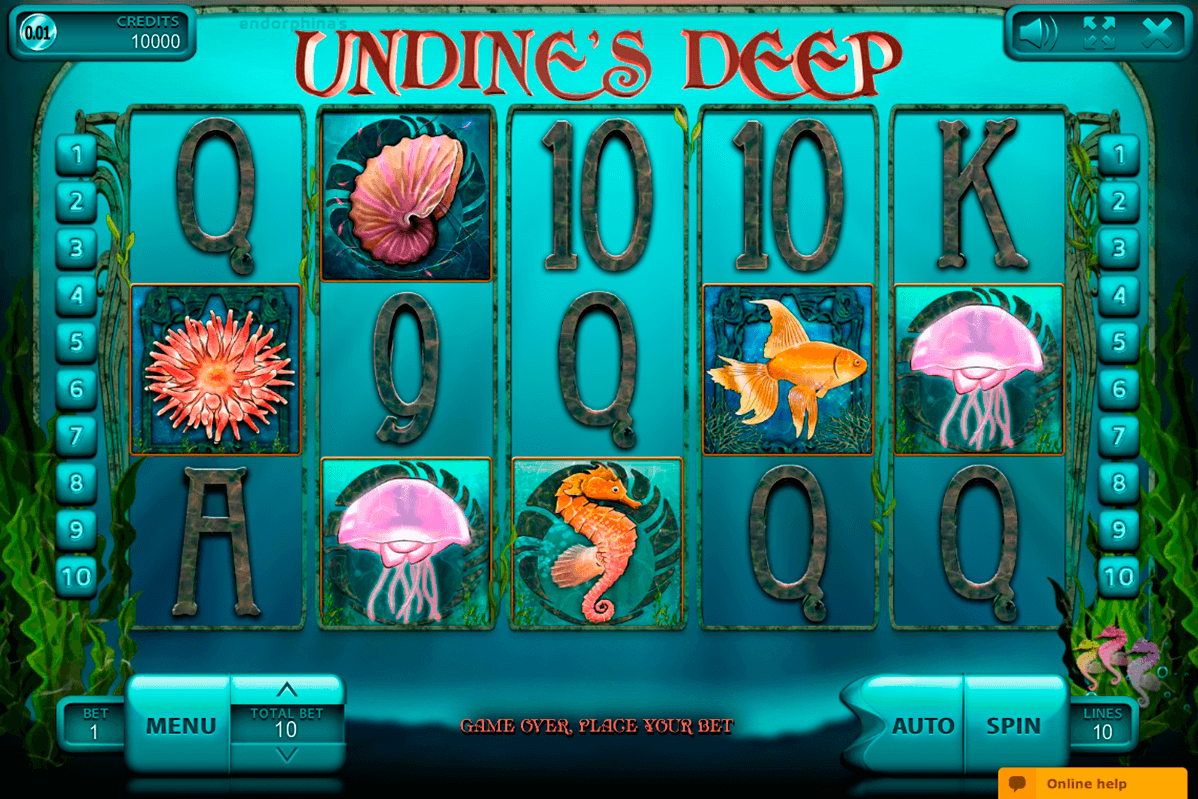 0.01
CREDITS
10000
endorphina's
UNDINE'S DEEP
Q 10 10 K
9 Q
A Q Q
1 1
2 2
3 3
4 4
5 5
6 6
7 7
8 8
9 9
10 10
BET
1
MENU
TOTAL BET
10
GAME OVER, PLACE YOUR BET
AUTO
SPIN
LINES
10
Online help